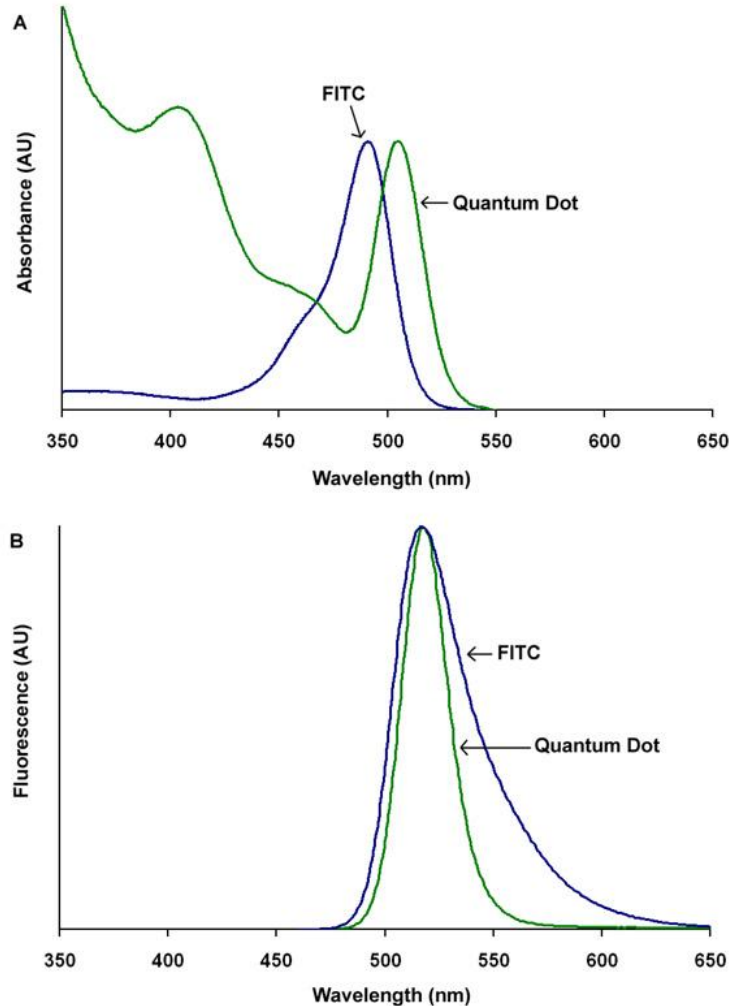 A
FITC
Quantum Dot
Absorbance (AU)
350 400 450 500 550 600 650
Wavelength (nm)
B
FITC
Quantum Dot
Fluorescence (AU)
350 400 450 500 550 600 650
Wavelength (nm)